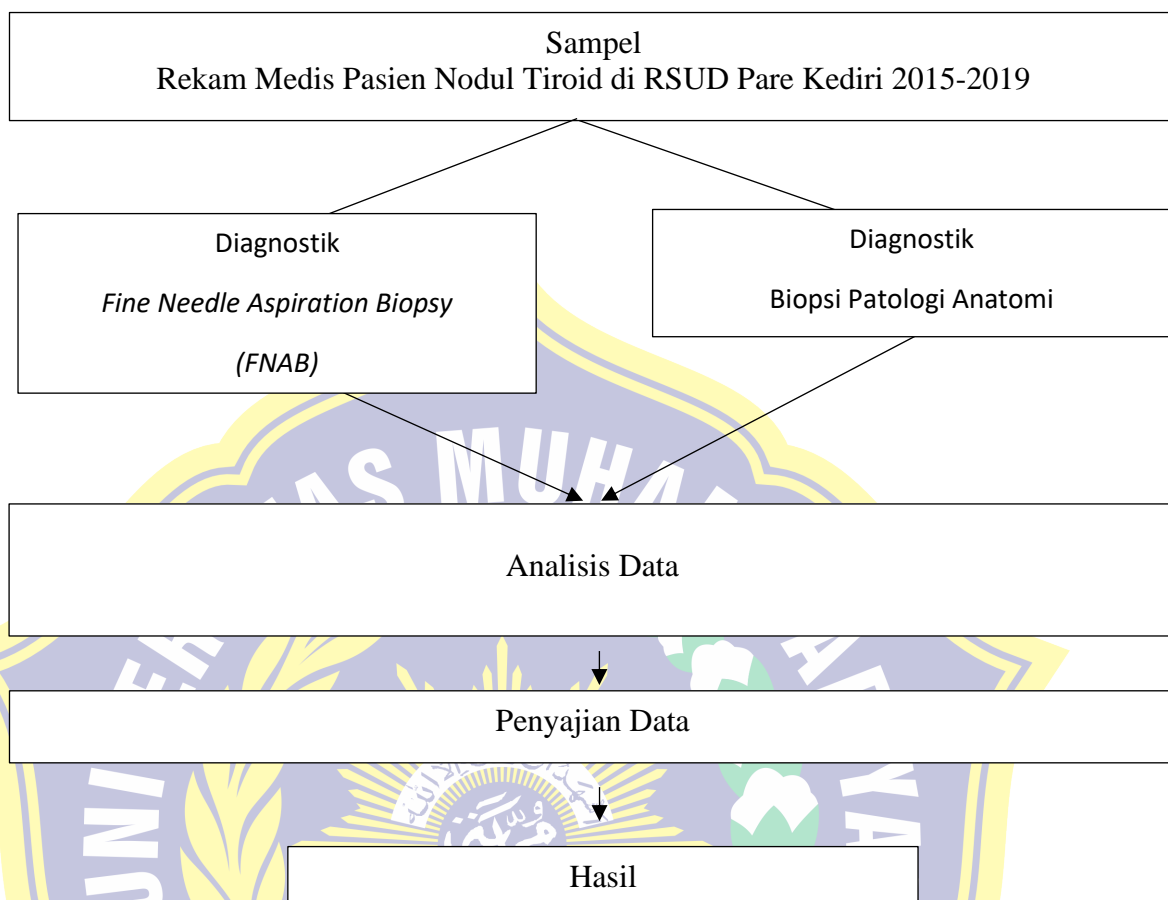 Sampel
Rekam Medis Pasien Nodul Tiroid di RSUD Pare Kediri 2015-2019
Diagnostik
Fine Needle Aspiration Biopsy
(FNAB)
Diagnostik
Biopsi Patologi Anatomi
Analisis Data
Penyajian Data
Hasil